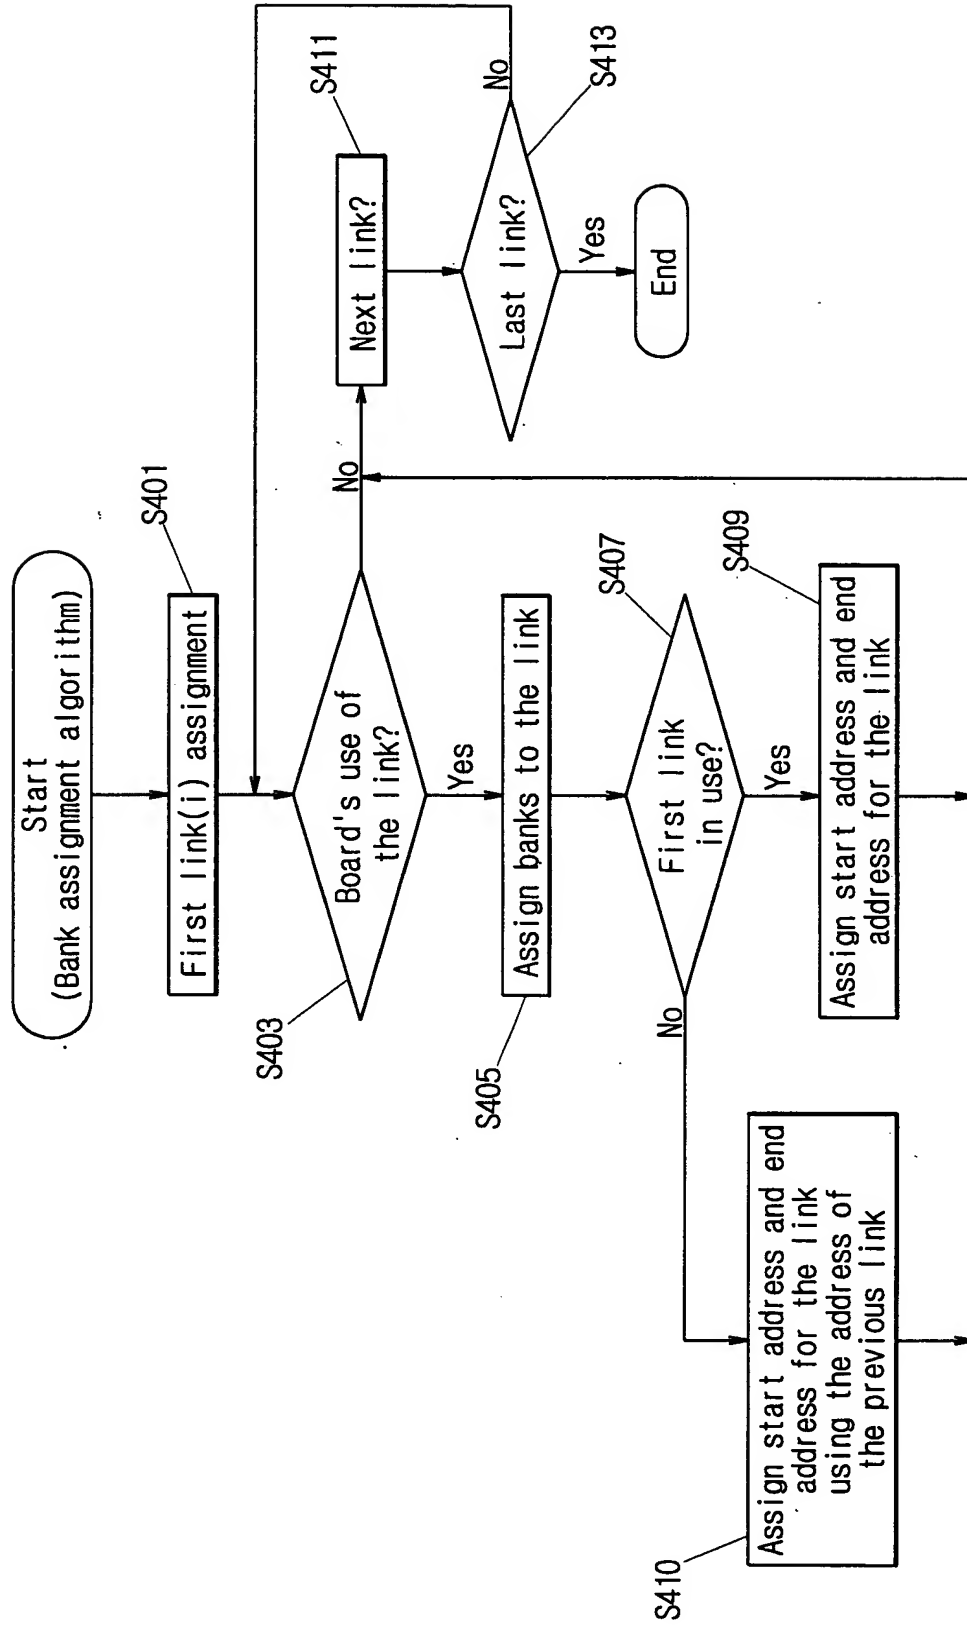 Start
(Bank assignment algorithm)
S401
First link(i) assignment
S403
Board's use of
the link?
No
Yes
S411
Next link?
S413
Last link?
No
Yes
End
S405
Assign banks to the link
S407
First link
in use?
No
Yes
S409
Assign start address and end
address for the link
S410
Assign start address and end
address for the link
using the address of
the previous link